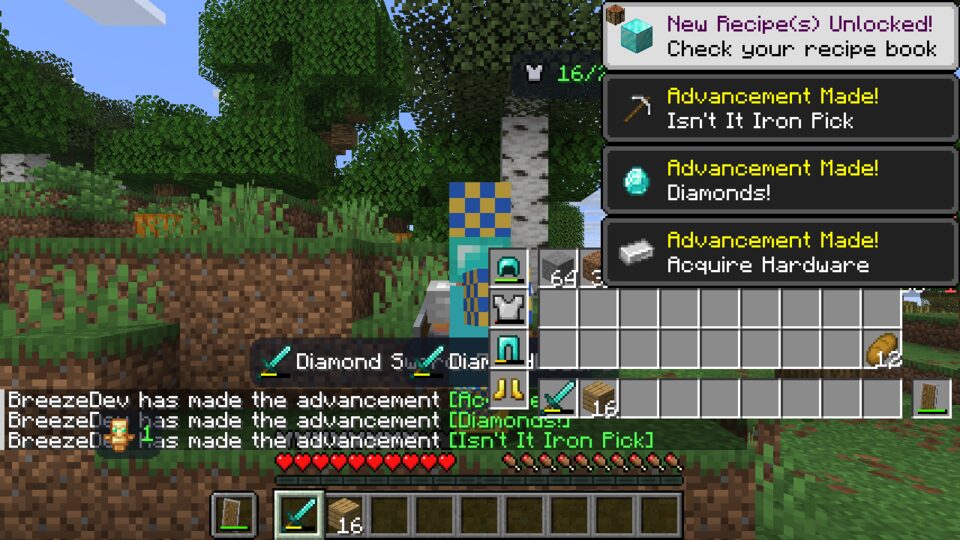 New Recipe(s) Unlocked!
Check your recipe book
16/
Advancement Made!
Isn't It Iron Pick
Advancement Made!
Diamonds!
Advancement Made!
Acquire Hardware
64
12
Diamond
16
BreezeDev has made the advancement
BreezeDev has made the advancement [Diamonds!]
1
BreezeDev has made the advancement [Isn't It Iron Pick]
16